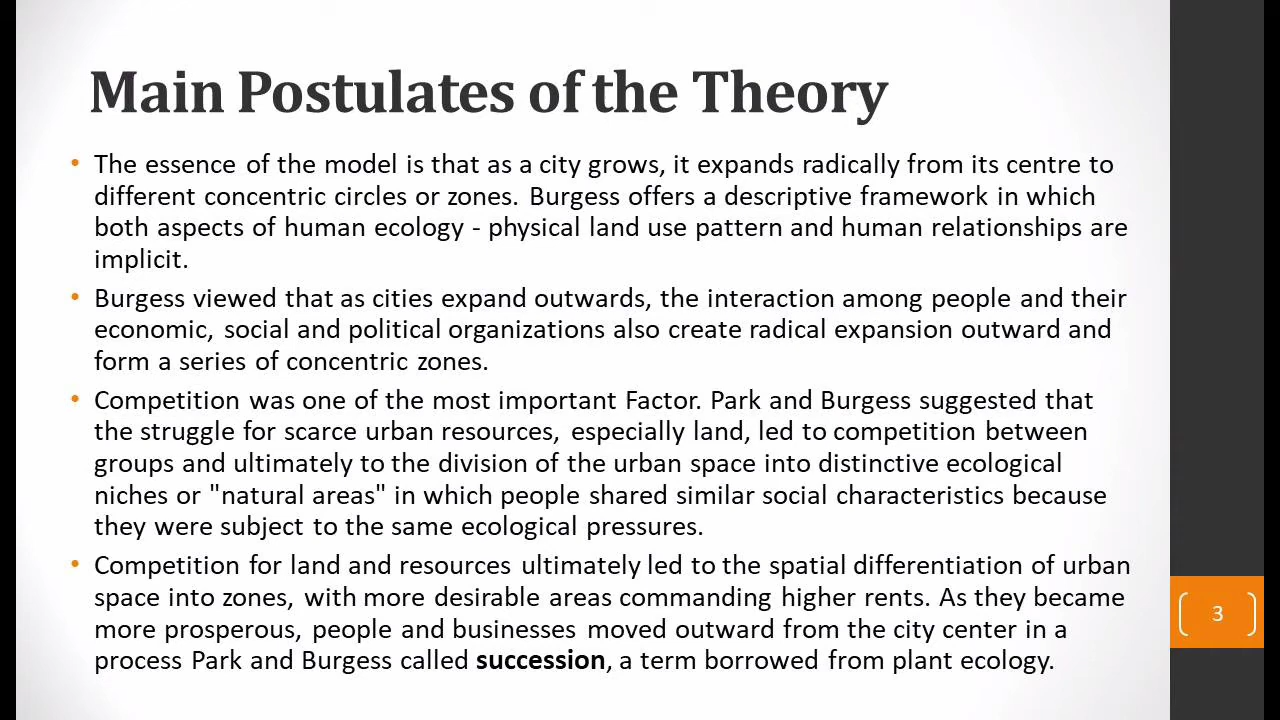 Main Postulates of the Theory
• The essence of the model is that as a city grows, it expands radically from its centre to
different concentric circles or zones. Burgess offers a descriptive framework in which
both aspects of human ecology - physical land use pattern and human relationships are
implicit.
• Burgess viewed that as cities expand outwards, the interaction among people and their
economic, social and political organizations also create radical expansion outward and
form a series of concentric zones.
• Competition was one of the most important Factor. Park and Burgess suggested that
the struggle for scarce urban resources, especially land, led to competition between
groups and ultimately to the division of the urban space into distinctive ecological
niches or "natural areas" in which people shared similar social characteristics because
they were subject to the same ecological pressures.
• Competition for land and resources ultimately led to the spatial differentiation of urban
space into zones, with more desirable areas commanding higher rents. As they became
more prosperous, people and businesses moved outward from the city center in a
process Park and Burgess called succession, a term borrowed from plant ecology.
3